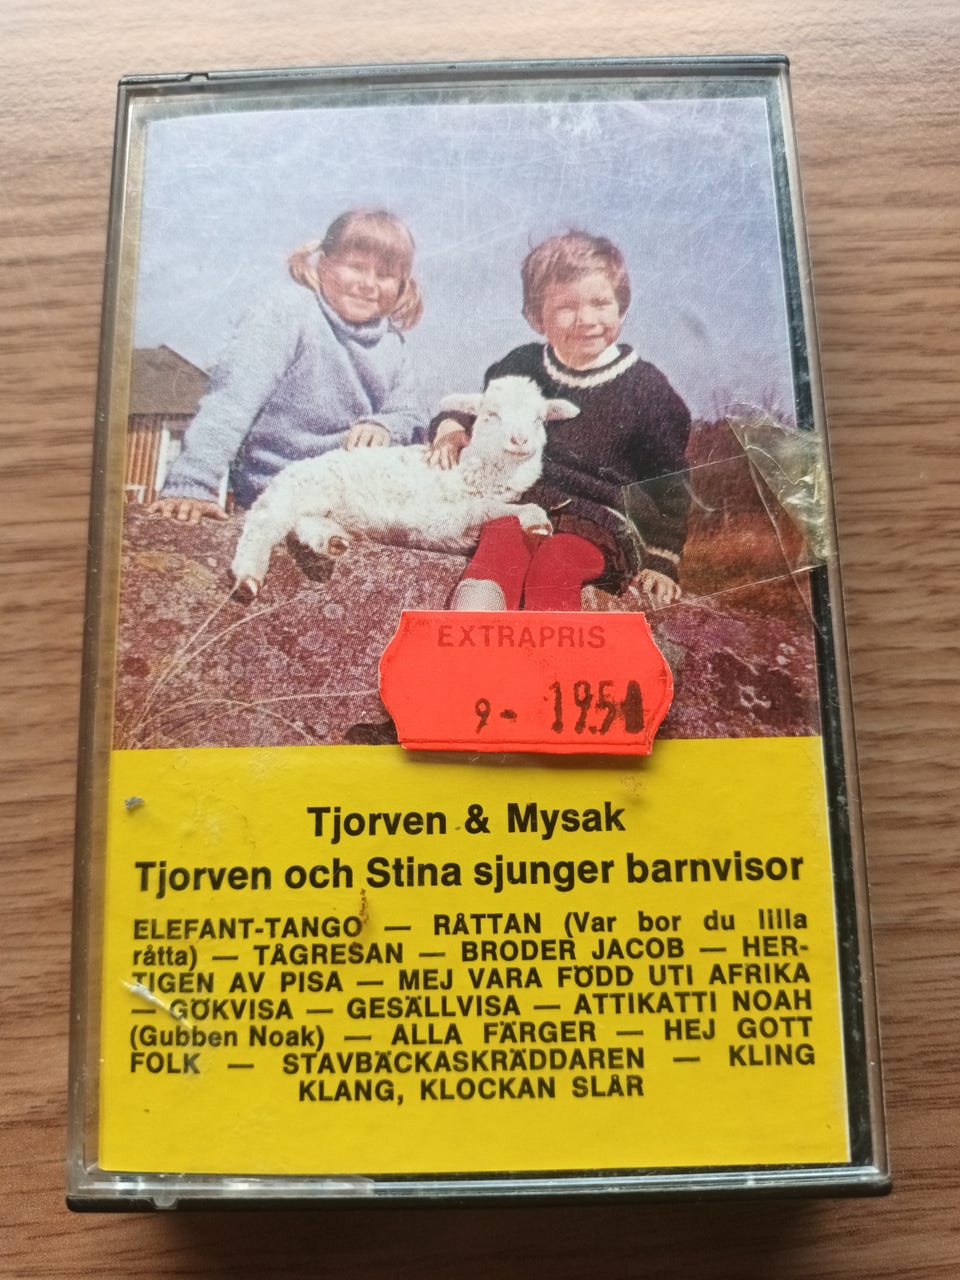 EXTRAPRIS
9-
Tjorven & Mysak
Tjorven och Stina sjunger barnvisor
ELEFANT-TANGO — RÅTTAN (Var bor du lilla
råtta) — TÅGRESAN — BRODER JACOB — HER-
TIGEN AV PISA — MEJ VARA FÖDD UTI AFRIKA
— GÖKVISA — GESÄLLVISA — ATTIKATTI NOAH
(Gubben Noak) — ALLA FÄRGER — HEJ GOTT
FOLK — STAVBÄCKASKRÄDDAREN — KLING
KLANG, KLOCKAN SLÅR